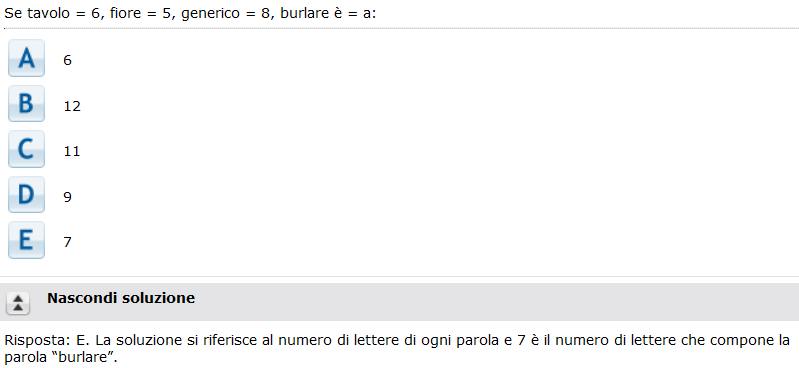 Se tavolo = 6, fiore = 5, generico = 8, burlare è = a:
A 6
B 12
C 11
D 9
E 7
Nascondi soluzione
Risposta: E. La soluzione si riferisce al numero di lettere di ogni parola e 7 è il numero di lettere che compone la
parola “burlare”.